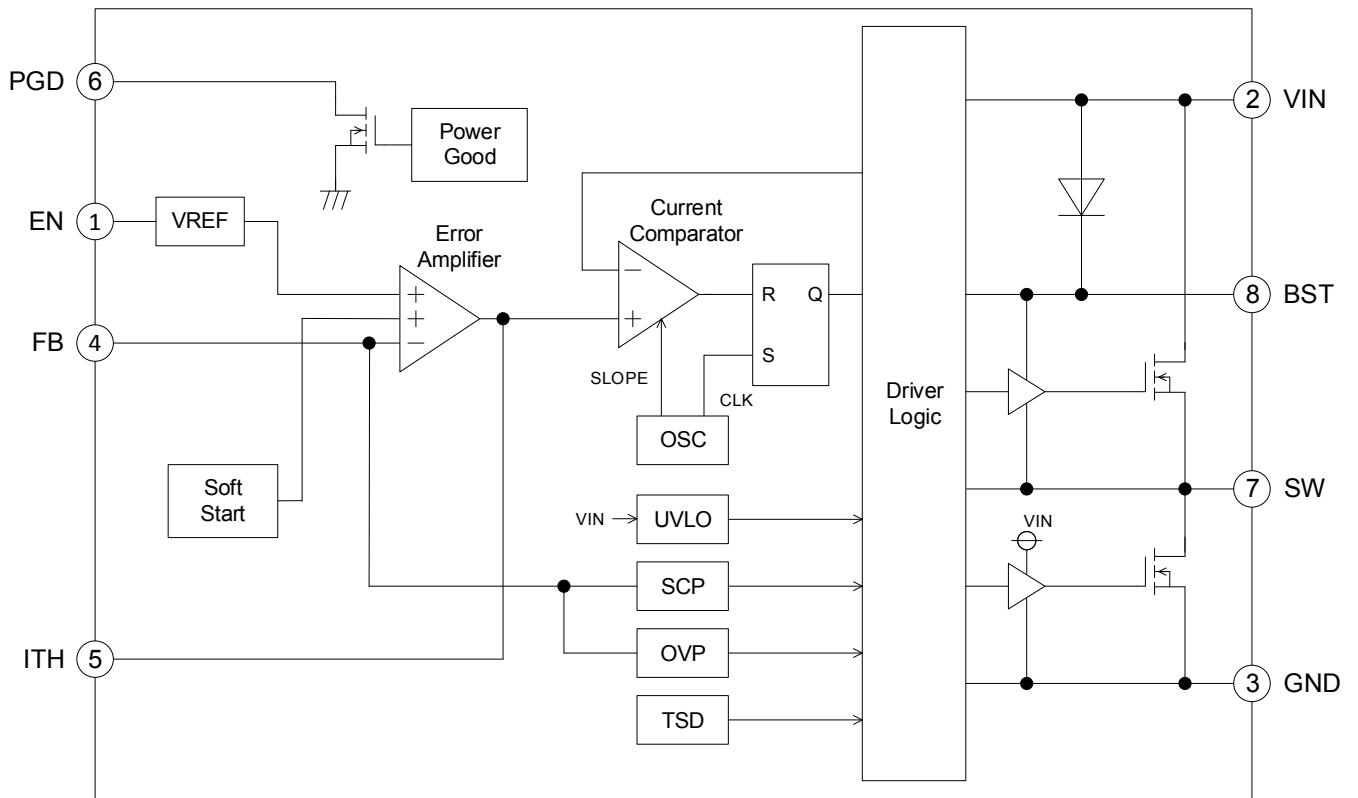 PGD 6
Power
Good
2 VIN
EN 1
VREF
Error
Amplifier
Current
Comparator
+
+
−
−
+
R Q
S
8 BST
FB 4
SLOPE
CLK
OSC
Driver
Logic
Soft
Start
7 SW
VIN
UVLO
VIN
SCP
ITH 5
OVP
3 GND
TSD